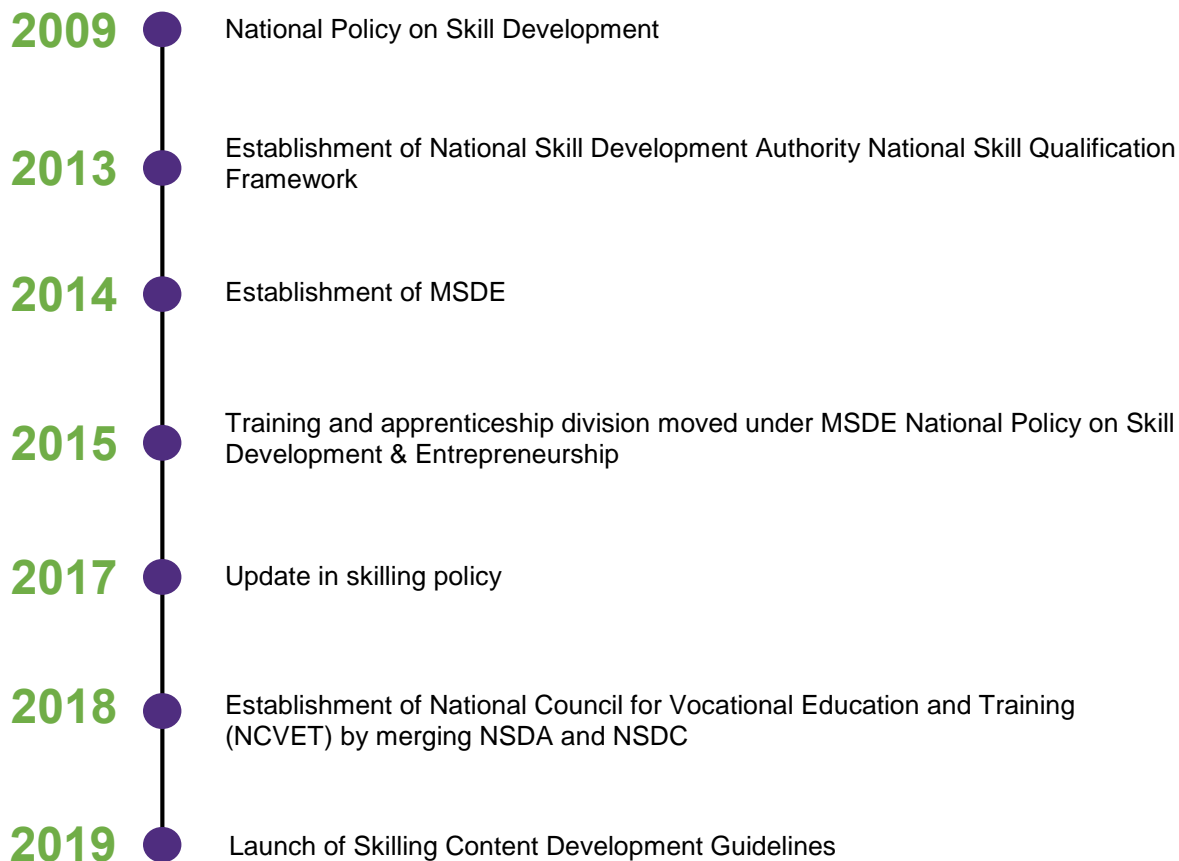 2009
National Policy on Skill Development
2013
Establishment of National Skill Development Authority National Skill Qualification
Framework
2014
Establishment of MSDE
2015
Training and apprenticeship division moved under MSDE National Policy on Skill
Development & Entrepreneurship
2017
Update in skilling policy
2018
Establishment of National Council for Vocational Education and Training
(NCVET) by merging NSDA and NSDC
2019
Launch of Skilling Content Development Guidelines